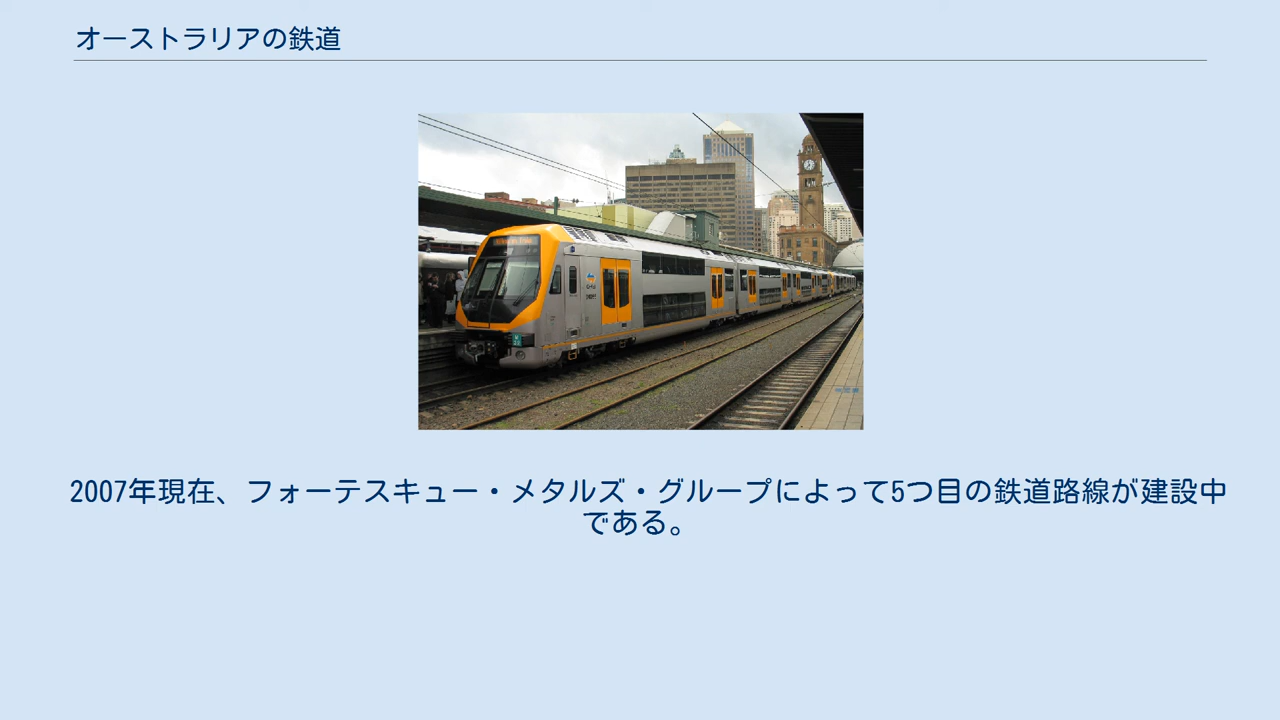 オーストラリアの鉄道
2007年現在、フォーテスキュー・メタルズ・グループによって5つ目の鉄道路線が建設中
である。